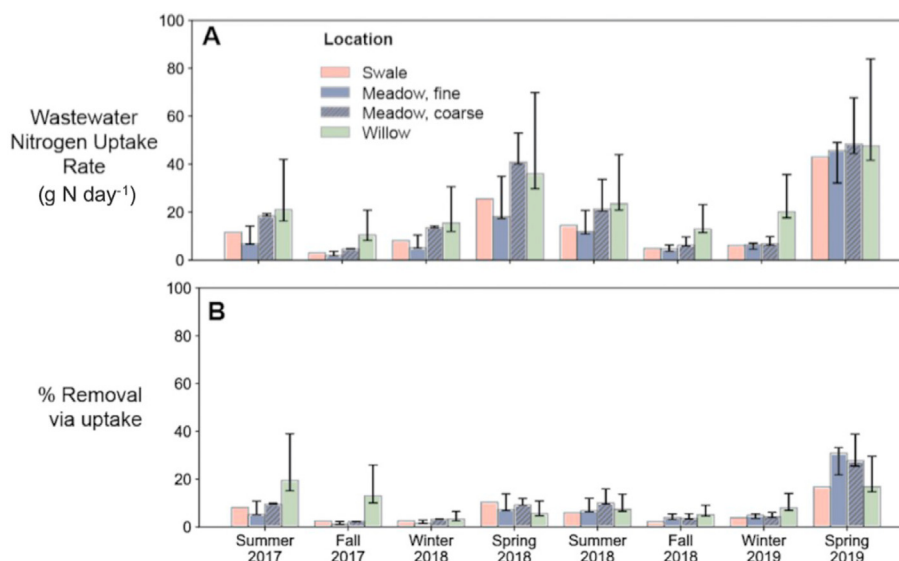 A
Location
Swale
Meadow, fine
Meadow, coarse
Willow
Wastewater
Nitrogen Uptake
Rate
(g N day⁻¹)
100
80
60
40
20
0
B
% Removal
via uptake
100
80
60
40
20
0
Summer 2017
Fall 2017
Winter 2018
Spring 2018
Summer 2018
Fall 2018
Winter 2019
Spring 2019